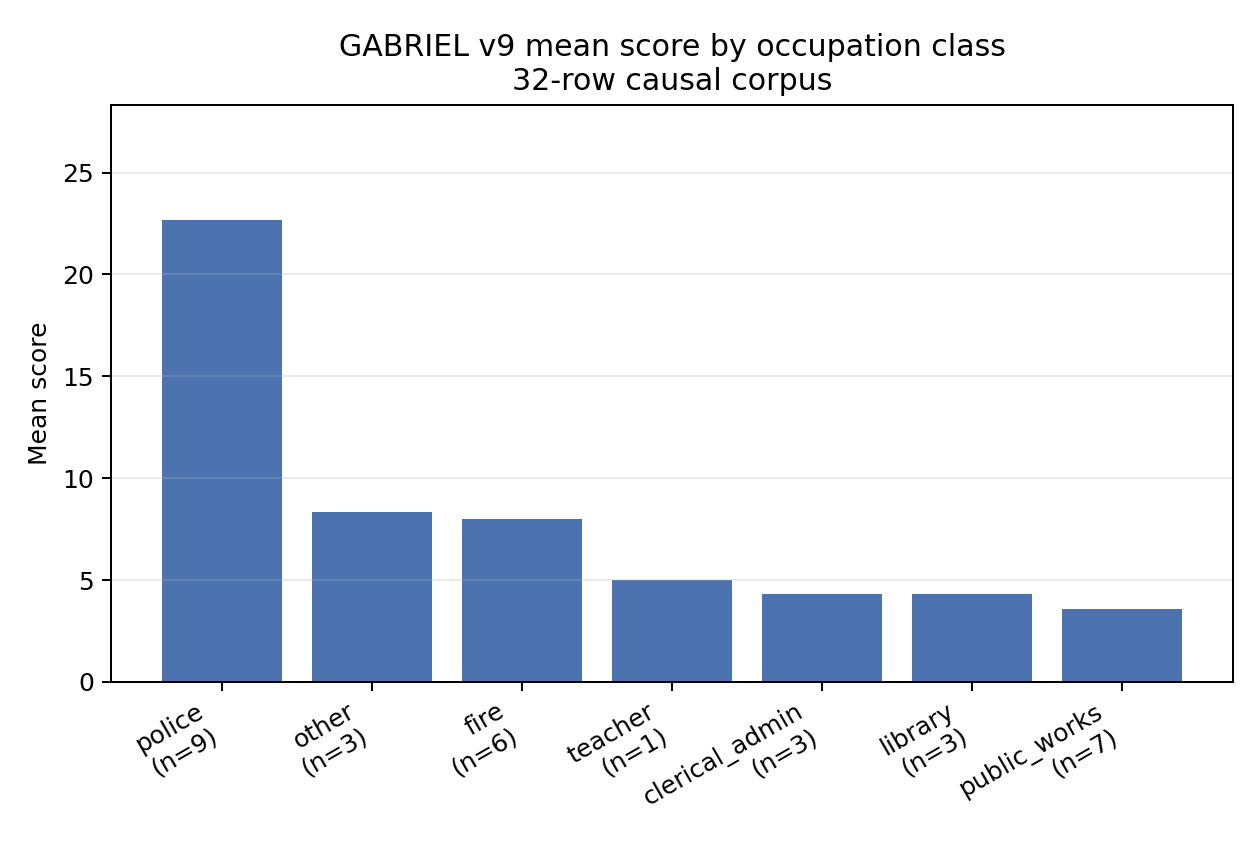 GABRIEL v9 mean score by occupation class
32-row causal corpus
Mean score
25
20
15
10
5
0
police
(n=9)
other
(n=3)
fire
(n=6)
teacher
(n=1)
clerical_admin
(n=3)
library
(n=3)
public_works
(n=7)